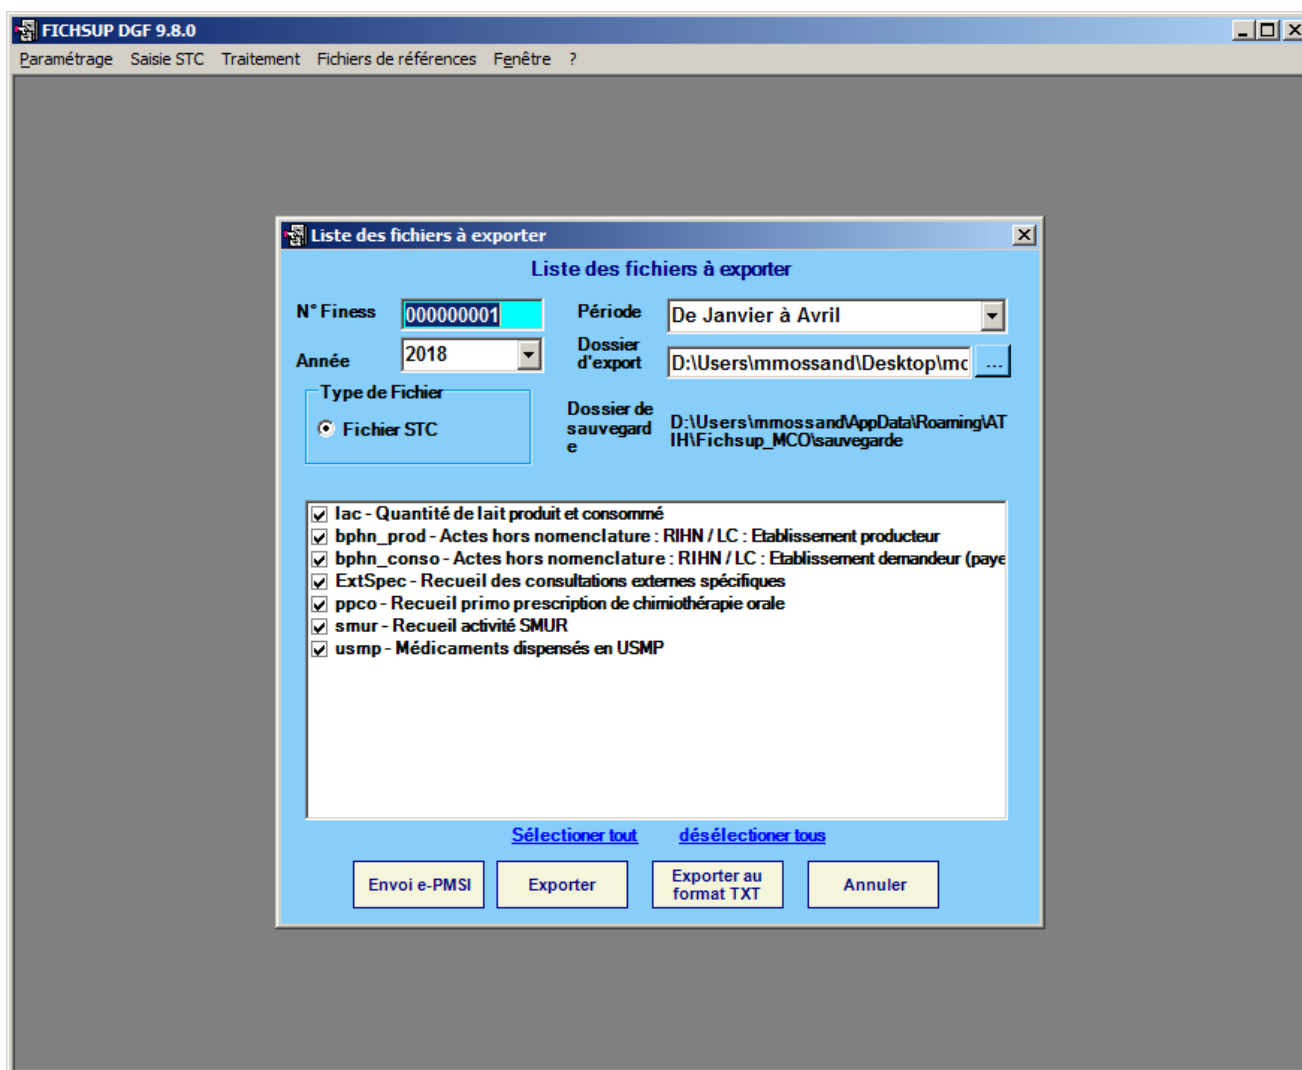 FICHSUP DGF 9.8.0
Paramétrage Saisie STC Traitement Fichiers de références Fenêtre ?
Liste des fichiers à exporter
Liste des fichiers à exporter
N° Finess 000000001 Période De Janvier à Avril
Année 2018 Dossier d'export D:\Users\mmossand\Desktop\mc ...
Type de Fichier
Fichier STC
Dossier de
sauvegard
e
D:\Users\mmossand\AppData\Roaming\AT
IH\Fichsup_MCO\sauvegarde
lac - Quantité de lait produit et consommé
bphn_prod - Actes hors nomenclature : RIHN / LC : Etablissement producteur
bphn_conso - Actes hors nomenclature : RIHN / LC : Etablissement demandeur (paye
ExtSpec - Recueil des consultations externes spécifiques
ppco - Recueil primo prescription de chimiothérapie orale
smur - Recueil activité SMUR
usmp - Médicaments dispensés en USMP
Sélectioner tout désélectioner tous
Envoi e-PMSI Exporter Exporter au format TXT Annuler